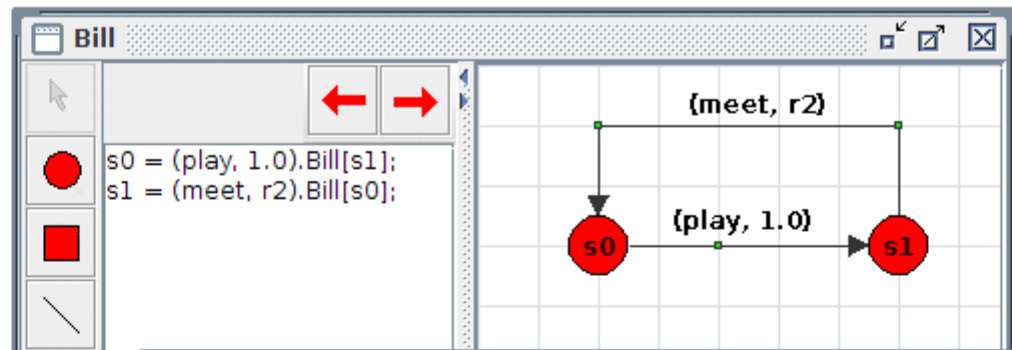 Bill
s0 = (play, 1.0).Bill[s1];
s1 = (meet, r2).Bill[s0];
{meet, r2}
{play, 1.0}
s0
s1